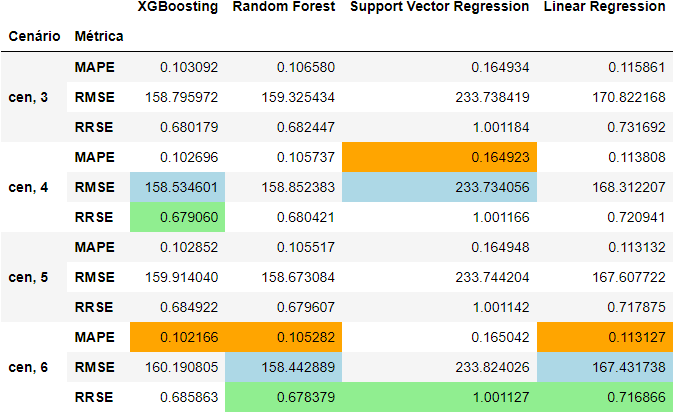 XGBoosting Random Forest Support Vector Regression Linear Regression
Cenário Métrica
MAPE 0.103092 0.106580 0.164934 0.115861
cen, 3 RMSE 158.795972 159.325434 233.738419 170.822168
RRSE 0.680179 0.682447 1.001184 0.731692
MAPE 0.102696 0.105737 0.164923 0.113808
cen, 4 RMSE 158.534601 158.852383 233.734056 168.312207
RRSE 0.679060 0.680421 1.001166 0.720941
MAPE 0.102852 0.105517 0.164948 0.113132
cen, 5 RMSE 159.914040 158.673084 233.744204 167.607722
RRSE 0.684922 0.679607 1.001142 0.717875
MAPE 0.102166 0.105282 0.165042 0.113127
cen, 6 RMSE 160.190805 158.442889 233.824026 167.431738
RRSE 0.685863 0.678379 1.001127 0.716866